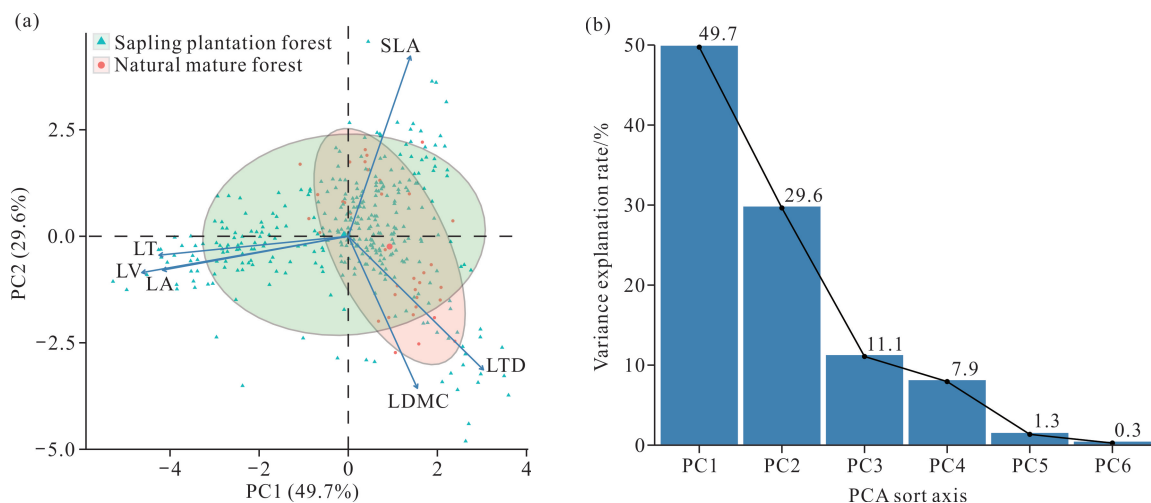 (a)
Sapling plantation forest
Natural mature forest
SLA
LT
LV
LA
LTD
LDMC
2.5
0.0
−2.5
−5.0
PC2 (29.6%)
−4
−2
0
2
4
PC1 (49.7%)
(b)
50
40
30
20
10
0
Variance explanation rate/%
49.7
29.6
11.1
7.9
1.3
0.3
PC1
PC2
PC3
PC4
PC5
PC6
PCA sort axis